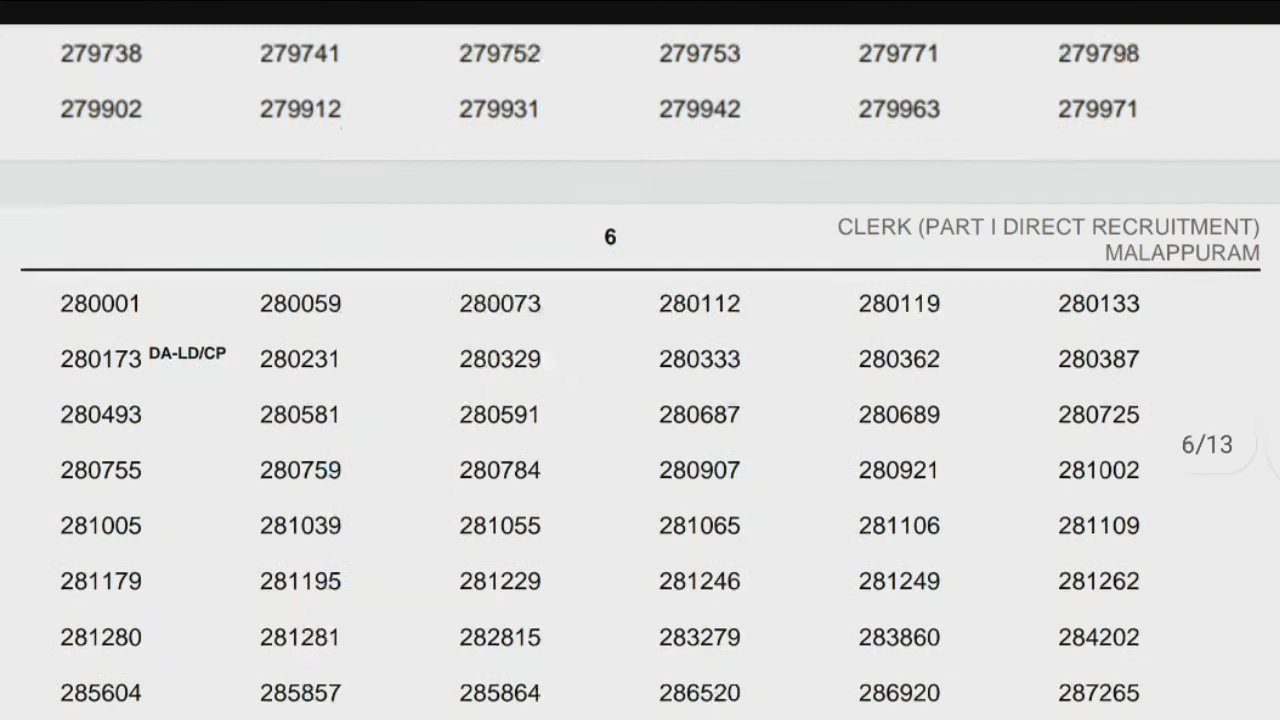 279738 279741 279752 279753 279771 279798
279902 279912 279931 279942 279963 279971
6 CLERK (PART I DIRECT RECRUITMENT)
MALAPPURAM
280001 280059 280073 280112 280119 280133
280173 DA-LD/CP 280231 280329 280333 280362 280387
280493 280581 280591 280687 280689 280725
6/13
280755 280759 280784 280907 280921 281002
281005 281039 281055 281065 281106 281109
281179 281195 281229 281246 281249 281262
281280 281281 282815 283279 283860 284202
285604 285857 285864 286520 286920 287265